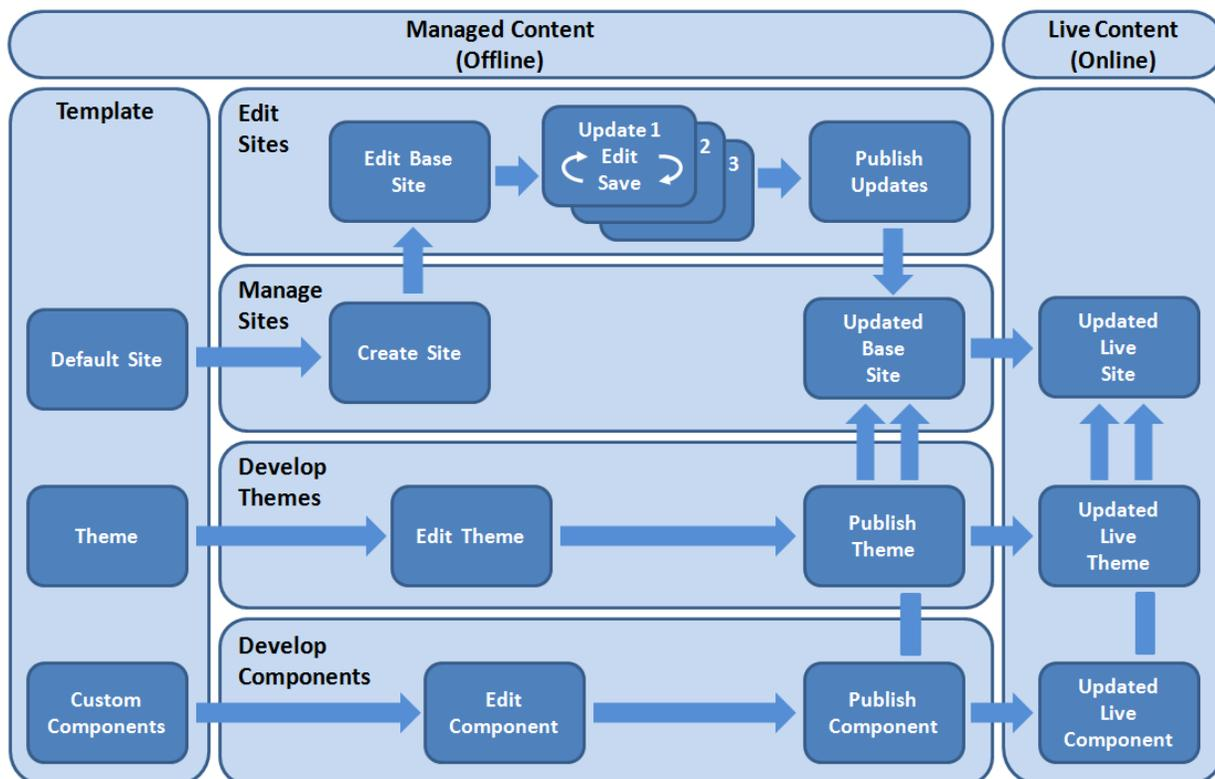 Managed Content
(Offline)
Live Content
(Online)
Template
Edit
Sites
Edit Base
Site
Update 1
Edit
Save
2
3
Publish
Updates
Manage
Sites
Default Site
Create Site
Updated
Base
Site
Updated
Live
Site
Develop
Themes
Theme
Edit Theme
Publish
Theme
Updated
Live
Theme
Develop
Components
Custom
Components
Edit
Component
Publish
Component
Updated
Live
Component